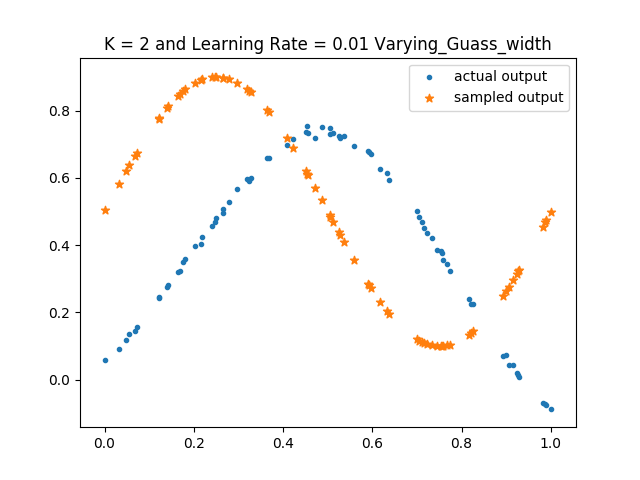 K = 2 and Learning Rate = 0.01 Varying_Guass_width
actual output
sampled output
0.8
0.6
0.4
0.2
0.0
0.0 0.2 0.4 0.6 0.8 1.0